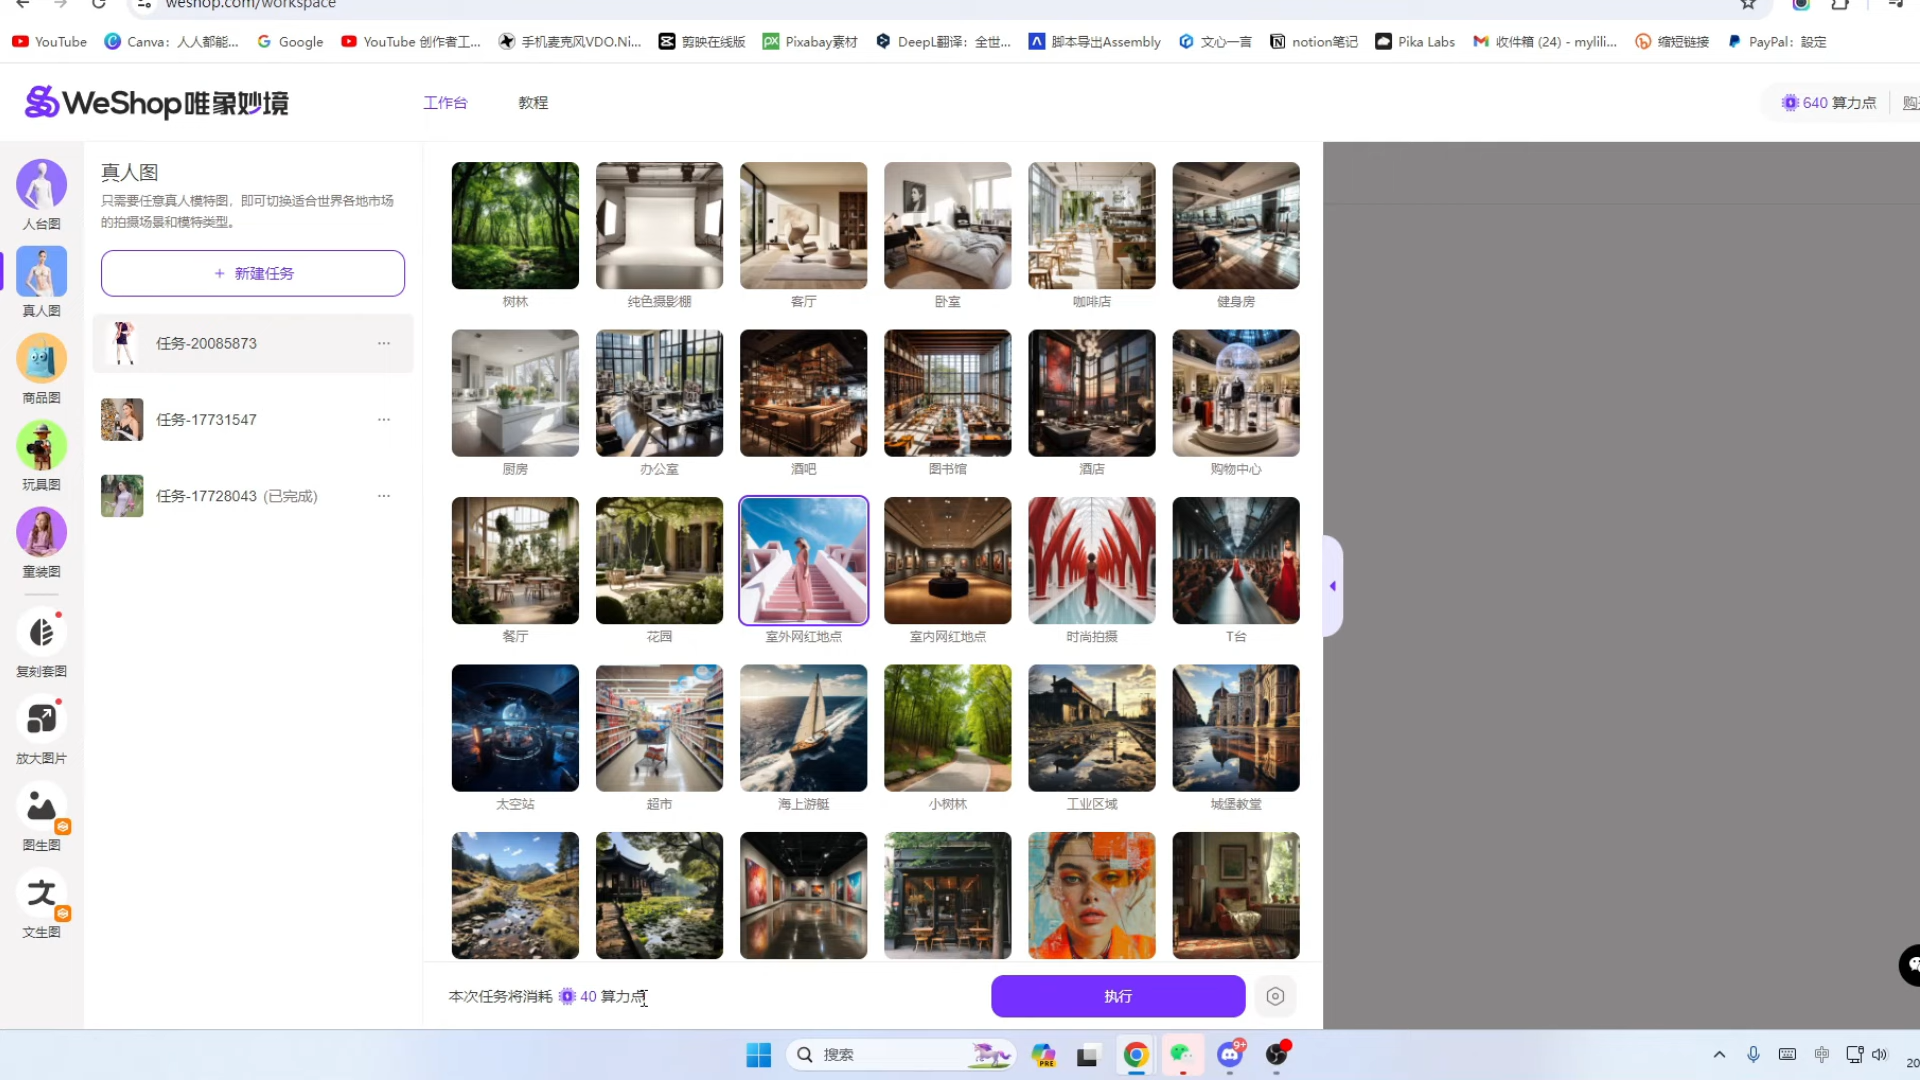 weshop.com/workspace
YouTube
Canva：人人都能...
Google
YouTube 创作者工...
手机麦克风VDO.Ni...
剪映在线版
Pixabay素材
DeepL翻译：全世...
脚本导出Assembly
文心一言
notion笔记
Pika Labs
收件箱 (24) - mylili...
缩短链接
PayPal：設定
WeShop唯象妙境
工作台
教程
640 算力点
人台图
真人图
商品图
玩具图
童装图
复刻套图
放大图片
图生图
文
文生图
真人图
只需要任意真人模特图，即可切换适合世界各地市场
的拍摄场景和模特类型。
+ 新建任务
任务-20085873
任务-17731547
任务-17728043 (已完成)
树林
纯色摄影棚
客厅
卧室
咖啡店
健身房
厨房
办公室
酒吧
图书馆
酒店
购物中心
餐厅
花园
室外网红地点
室内网红地点
时尚拍摄
T台
太空站
超市
海上游艇
小树林
工业区域
城堡教堂
本次任务将消耗 40 算力点
执行
搜索
PRE
9+
中
20